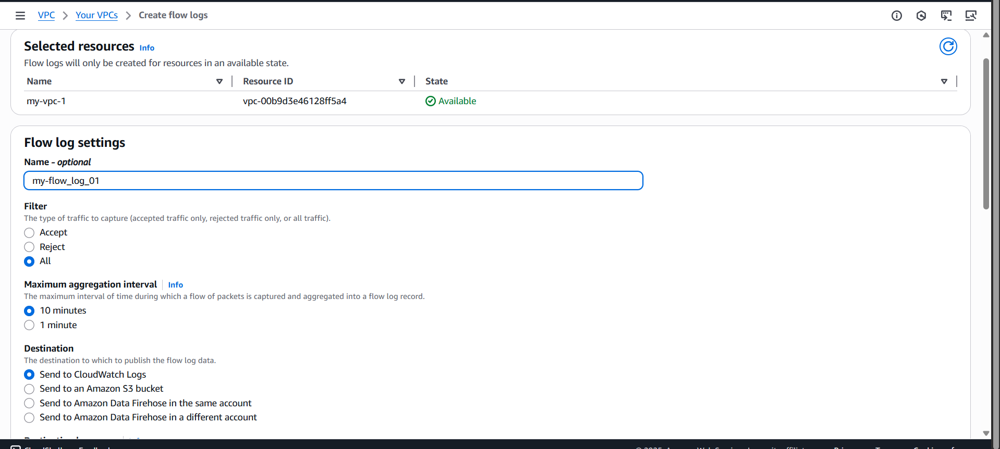 VPC > Your VPCs > Create flow logs
Selected resources Info
Flow logs will only be created for resources in an available state.
Name Resource ID State
my-vpc-1 vpc-00b9d3e46128ff5a4 Available
Flow log settings
Name - optional
my-flow_log_01
Filter
The type of traffic to capture (accepted traffic only, rejected traffic only, or all traffic).
Accept
Reject
All
Maximum aggregation interval Info
The maximum interval of time during which a flow of packets is captured and aggregated into a flow log record.
10 minutes
1 minute
Destination
The destination to which to publish the flow log data.
Send to CloudWatch Logs
Send to an Amazon S3 bucket
Send to Amazon Data Firehose in the same account
Send to Amazon Data Firehose in a different account